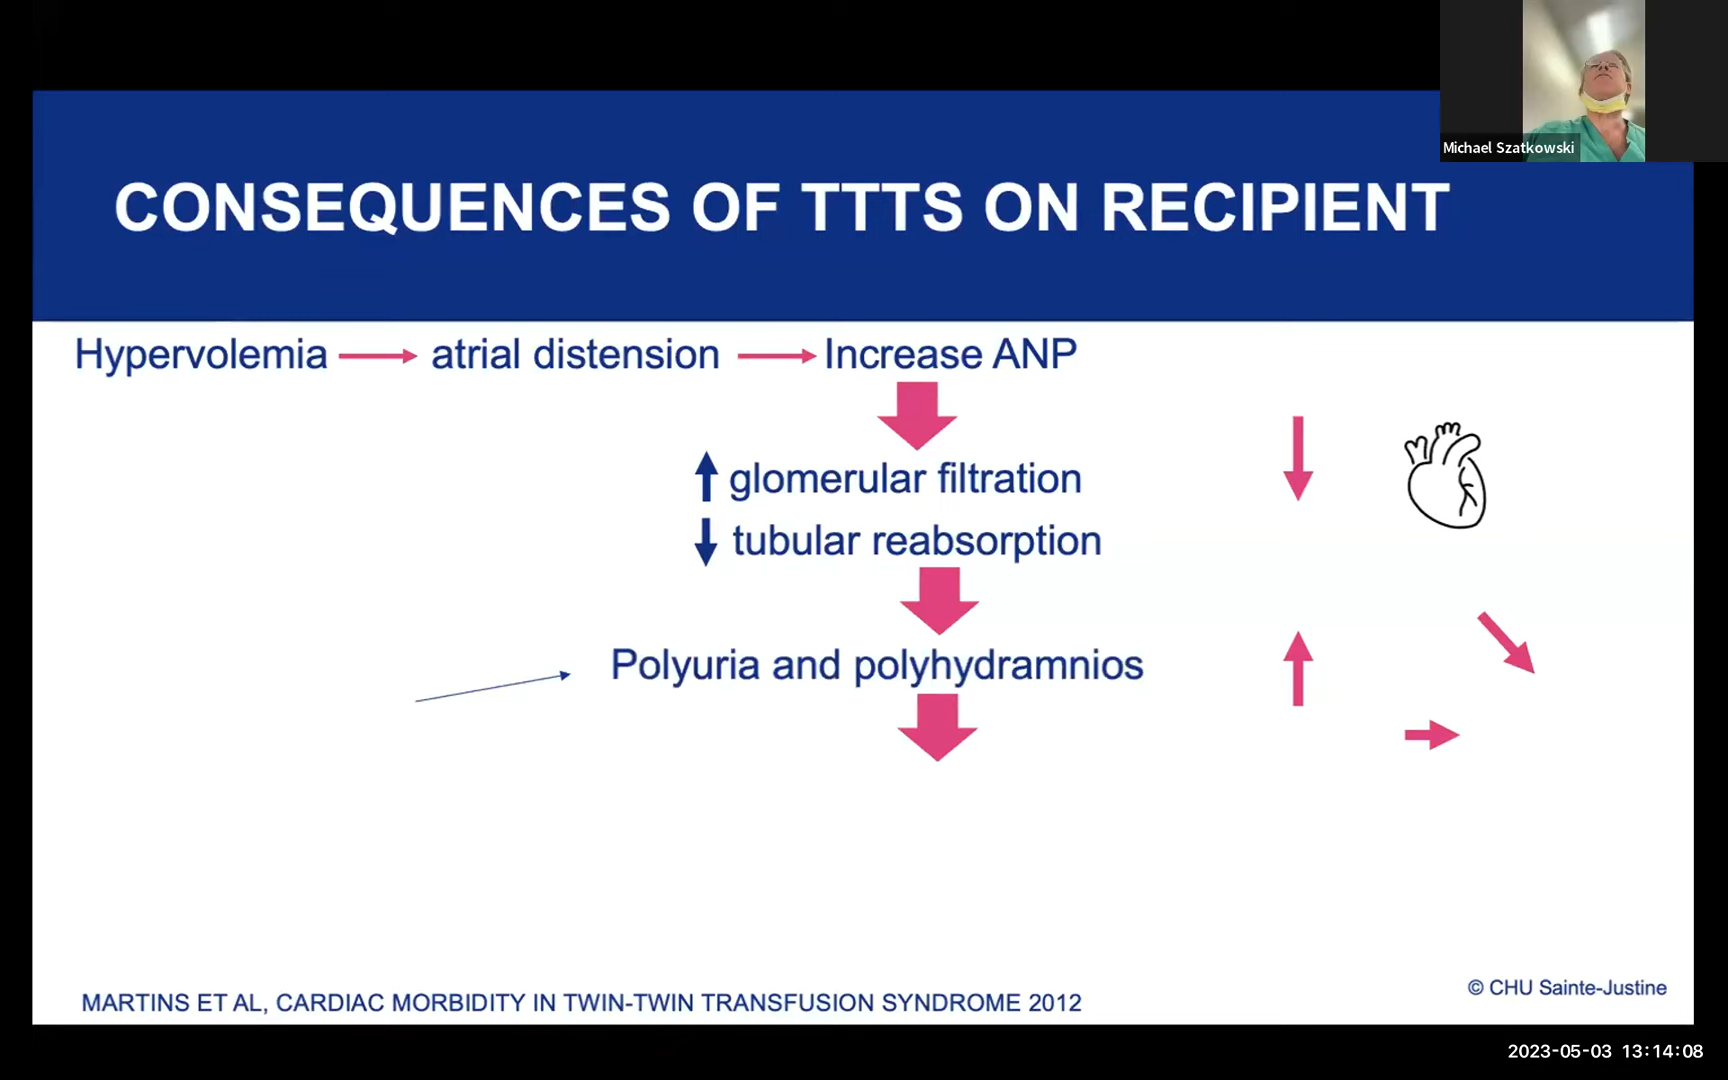 Michael Szatkowski
CONSEQUENCES OF TTTS ON RECIPIENT
Hypervolemia atrial distension Increase ANP
glomerular filtration
tubular reabsorption
Polyuria and polyhydramnios
© CHU Sainte-Justine
MARTINS ET AL, CARDIAC MORBIDITY IN TWIN-TWIN TRANSFUSION SYNDROME 2012
2023-05-03 13:14:08